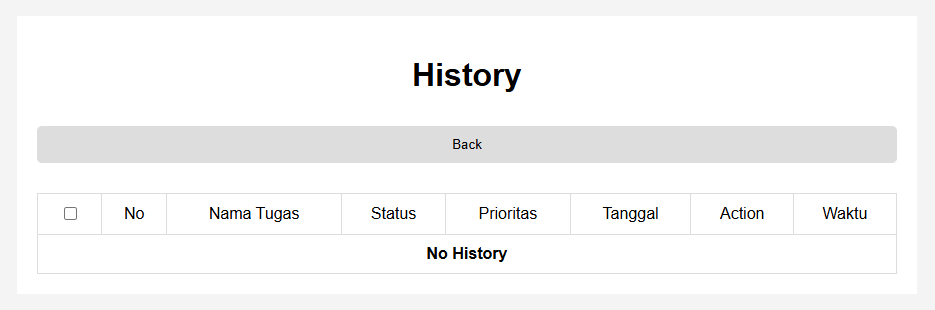 History
Back
No Nama Tugas Status Prioritas Tanggal Action Waktu
No History